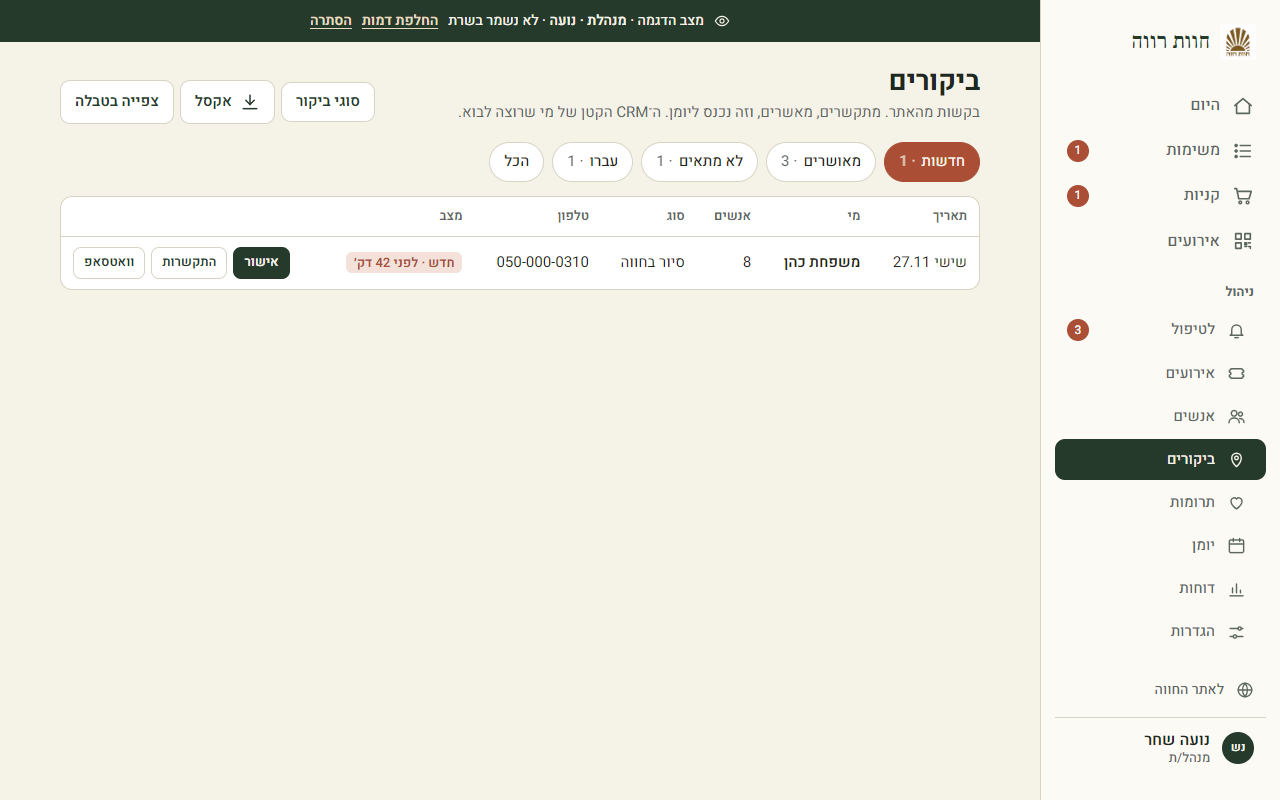 מצב הדגמה · מנהלת · נועה · לא נשמר בשרת החלפת דמות הסתרה
חוות רווה
היום
משימות 1
קניות 1
אירועים
ניהול
לטיפול 3
אירועים
אנשים
ביקורים
תרומות
יומן
דוחות
הגדרות
לאתר החווה
נש
נועה שחר
מנהל/ת
ביקורים
בקשות מהאתר. מתקשרים, מאשרים, וזה נכנס ליומן. ה־CRM הקטן של מי שרוצה לבוא.
סוגי ביקור אקסל צפייה בטבלה
חדשות · 1 מאושרים · 3 לא מתאים · 1 עברו · 1 הכל
תאריך מי אנשים סוג טלפון מצב
שישי 27.11 משפחת כהן 8 סיור בחווה 050-000-0310 חדש · לפני 42 דק׳ אישור התקשרות וואטסאפ